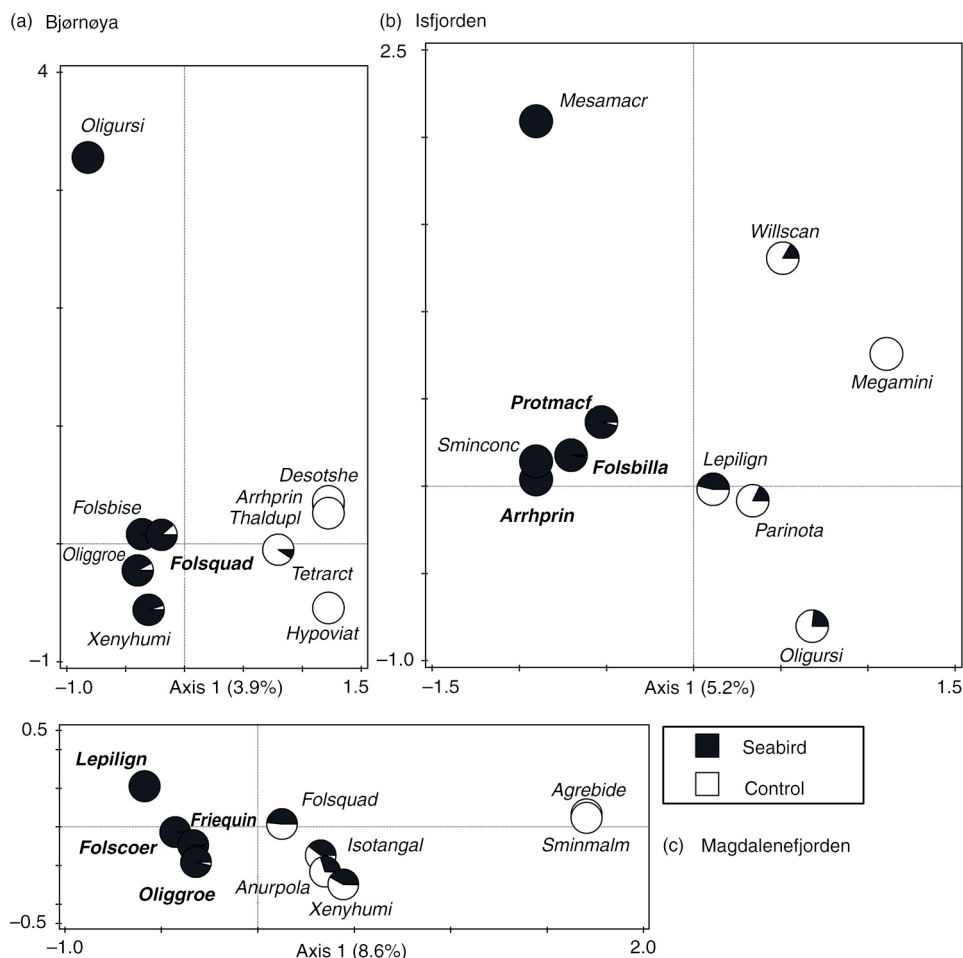 (a) Bjørnøya
4
Oligursi
Desotshe
Arrhprin
Thaldupl
Folsbise
Oliggroe
Folsquad
Tetrarct
Xenyhumi
Hypoviat
–1
–1.0
Axis 1 (3.9%)
1.5
(b) Isfjorden
2.5
Mesamacr
Willscan
Megamini
Protmacf
Sminconc
Folsbilla
Lepilign
Arrhprin
Parinota
Oligursi
–1.0
–1.5
Axis 1 (5.2%)
1.5
0.5
Lepilign
Folsquad
Agrebide
Friequin
Folscoer
Isotangal
Sminmalm
Anurpola
Oliggroe
Xenyhumi
–0.5
–1.0
Axis 1 (8.6%)
2.0
Seabird
Control
(c) Magdalenefjorden